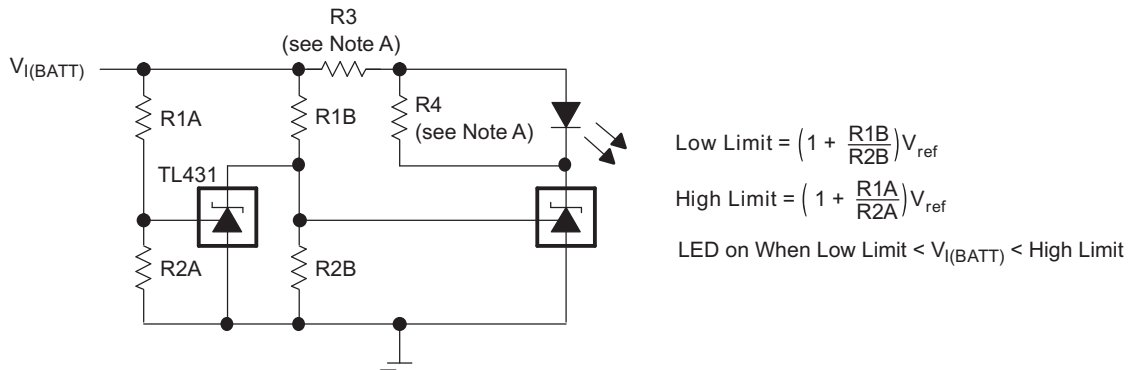 R3
(see Note A)
V_I(BATT)
R1A
R1B
R4
(see Note A)
TL431
R2A
R2B
Low Limit = (1 + R1B/R2B)V_ref
High Limit = (1 + R1A/R2A)V_ref
LED on When Low Limit < V_I(BATT) < High Limit